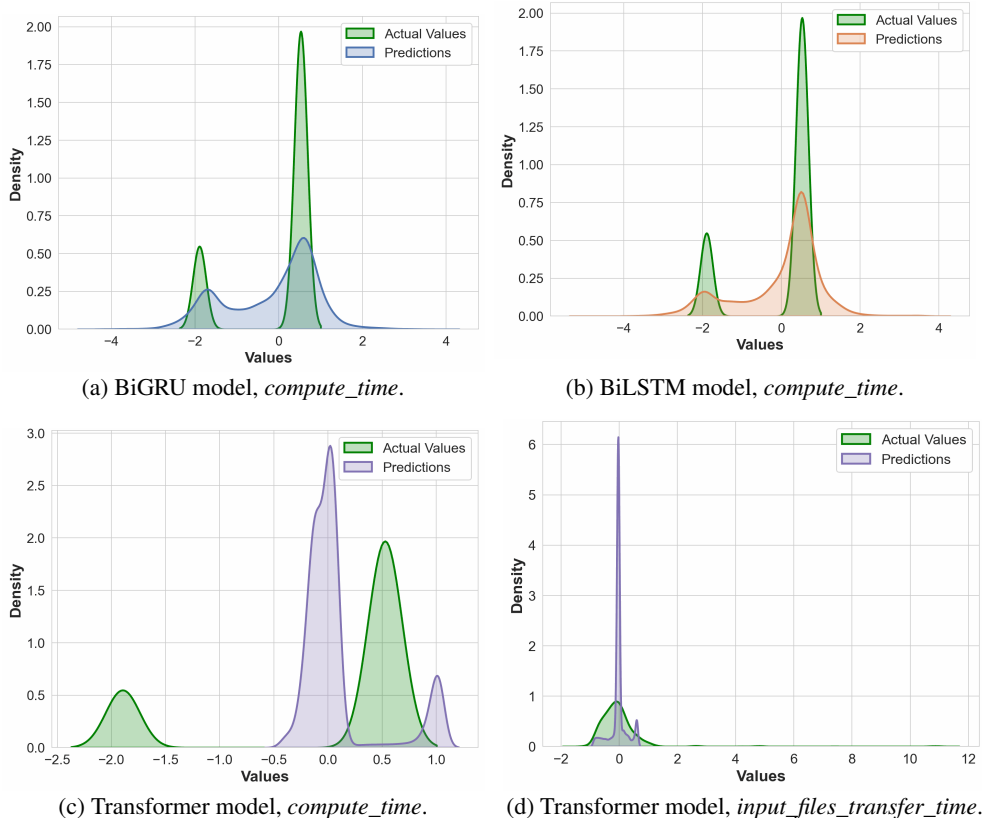 Actual Values
Predictions
2.00
1.75
1.50
1.25
1.00
0.75
0.50
0.25
0.00
Density
−4
−2
0
2
4
Values
(a) BiGRU model, compute_time.
Actual Values
Predictions
2.00
1.75
1.50
1.25
1.00
0.75
0.50
0.25
0.00
Density
−4
−2
0
2
4
Values
(b) BiLSTM model, compute_time.
Actual Values
Predictions
3.0
2.5
2.0
1.5
1.0
0.5
0.0
Density
−2.5
−2.0
−1.5
−1.0
−0.5
0.0
0.5
1.0
Values
(c) Transformer model, compute_time.
Actual Values
Predictions
6
5
4
3
2
1
0
Density
−2
0
2
4
6
8
10
12
Values
(d) Transformer model, input_files_transfer_time.